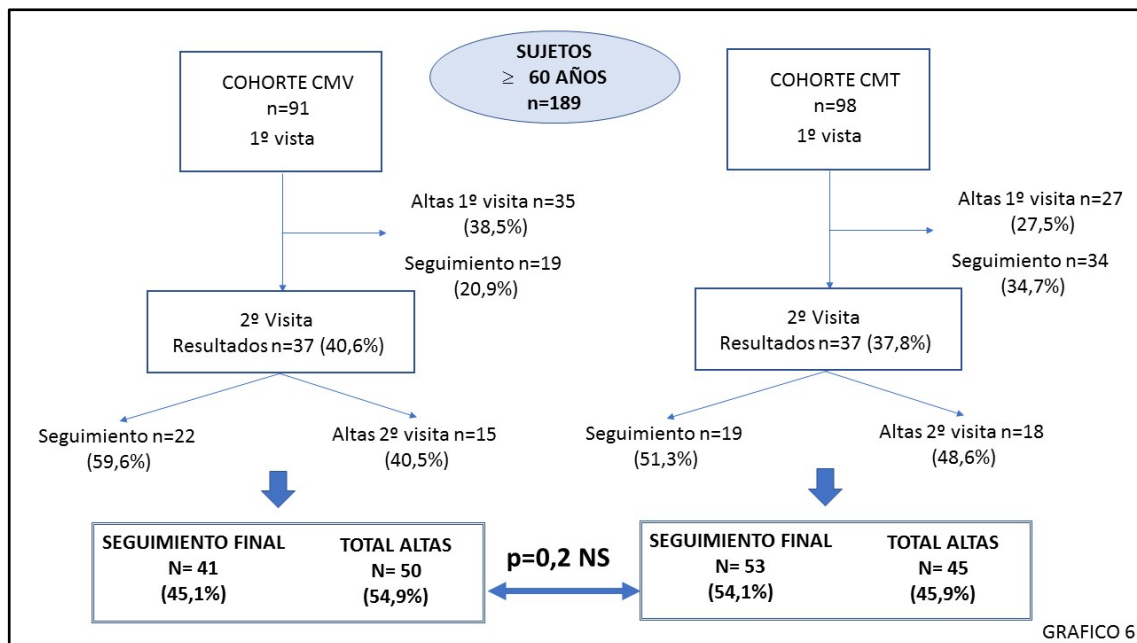 SUJETOS
≥ 60 AÑOS
n=189
COHORTE CMV
n=91
1º vista
Altas 1º visita n=35
(38,5%)
Seguimiento n=19
(20,9%)
2º Visita
Resultados n=37 (40,6%)
Seguimiento n=22
(59,6%)
Altas 2º visita n=15
(40,5%)
SEGUIMIENTO FINAL
N= 41
(45,1%)
TOTAL ALTAS
N= 50
(54,9%)
p=0,2 NS
COHORTE CMT
n=98
1º vista
Altas 1º visita n=27
(27,5%)
Seguimiento n=34
(34,7%)
2º Visita
Resultados n=37 (37,8%)
Seguimiento n=19
(51,3%)
Altas 2º visita n=18
(48,6%)
SEGUIMIENTO FINAL
N= 53
(54,1%)
TOTAL ALTAS
N= 45
(45,9%)
GRAFICO 6